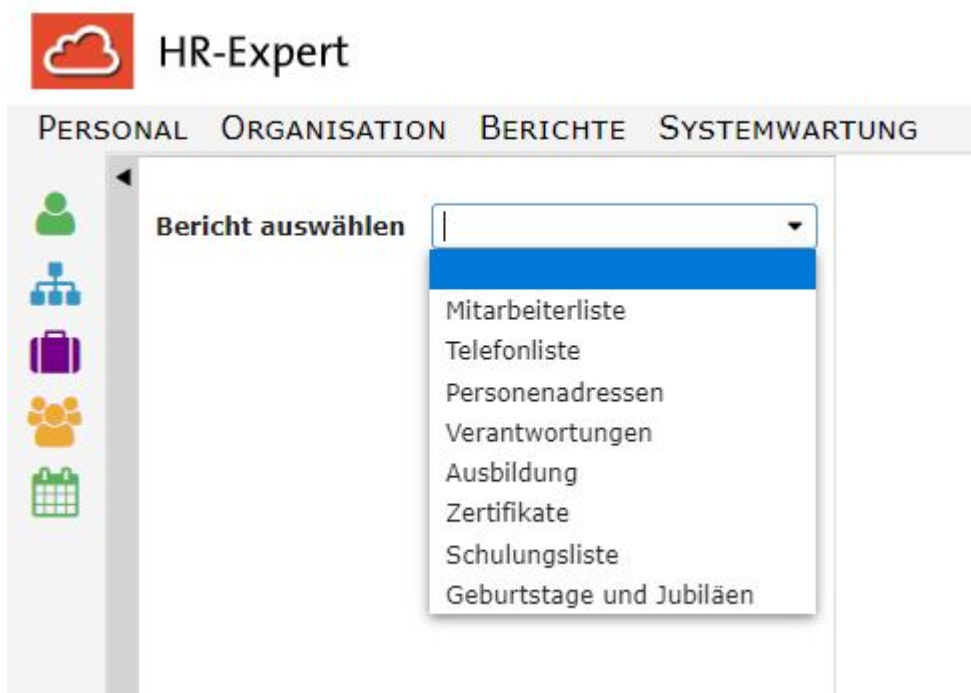 HR-Expert
PERSONAL ORGANISATION BERICHTE SYSTEMWARTUNG
Bericht auswählen
Mitarbeiterliste
Telefonliste
Personenadressen
Verantwortungen
Ausbildung
Zertifikate
Schulungsliste
Geburtstage und Jubiläen